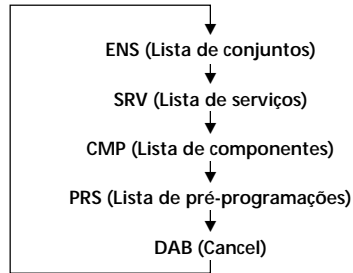 ENS (Lista de conjuntos)
SRV (Lista de serviços)
CMP (Lista de componentes)
PRS (Lista de pré-programações)
DAB (Cancel)